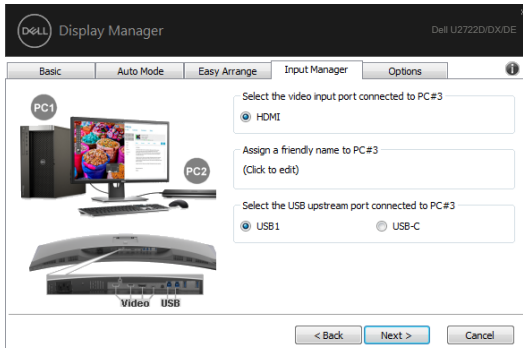 DELL Display Manager
Dell U2722D/DX/DE
Basic Auto Mode Easy Arrange Input Manager Options
PC1
PC2
Video USB
Select the video input port connected to PC#3
HDMI
Assign a friendly name to PC#3
(Click to edit)
Select the USB upstream port connected to PC#3
USB1 USB-C
< Back Next > Cancel